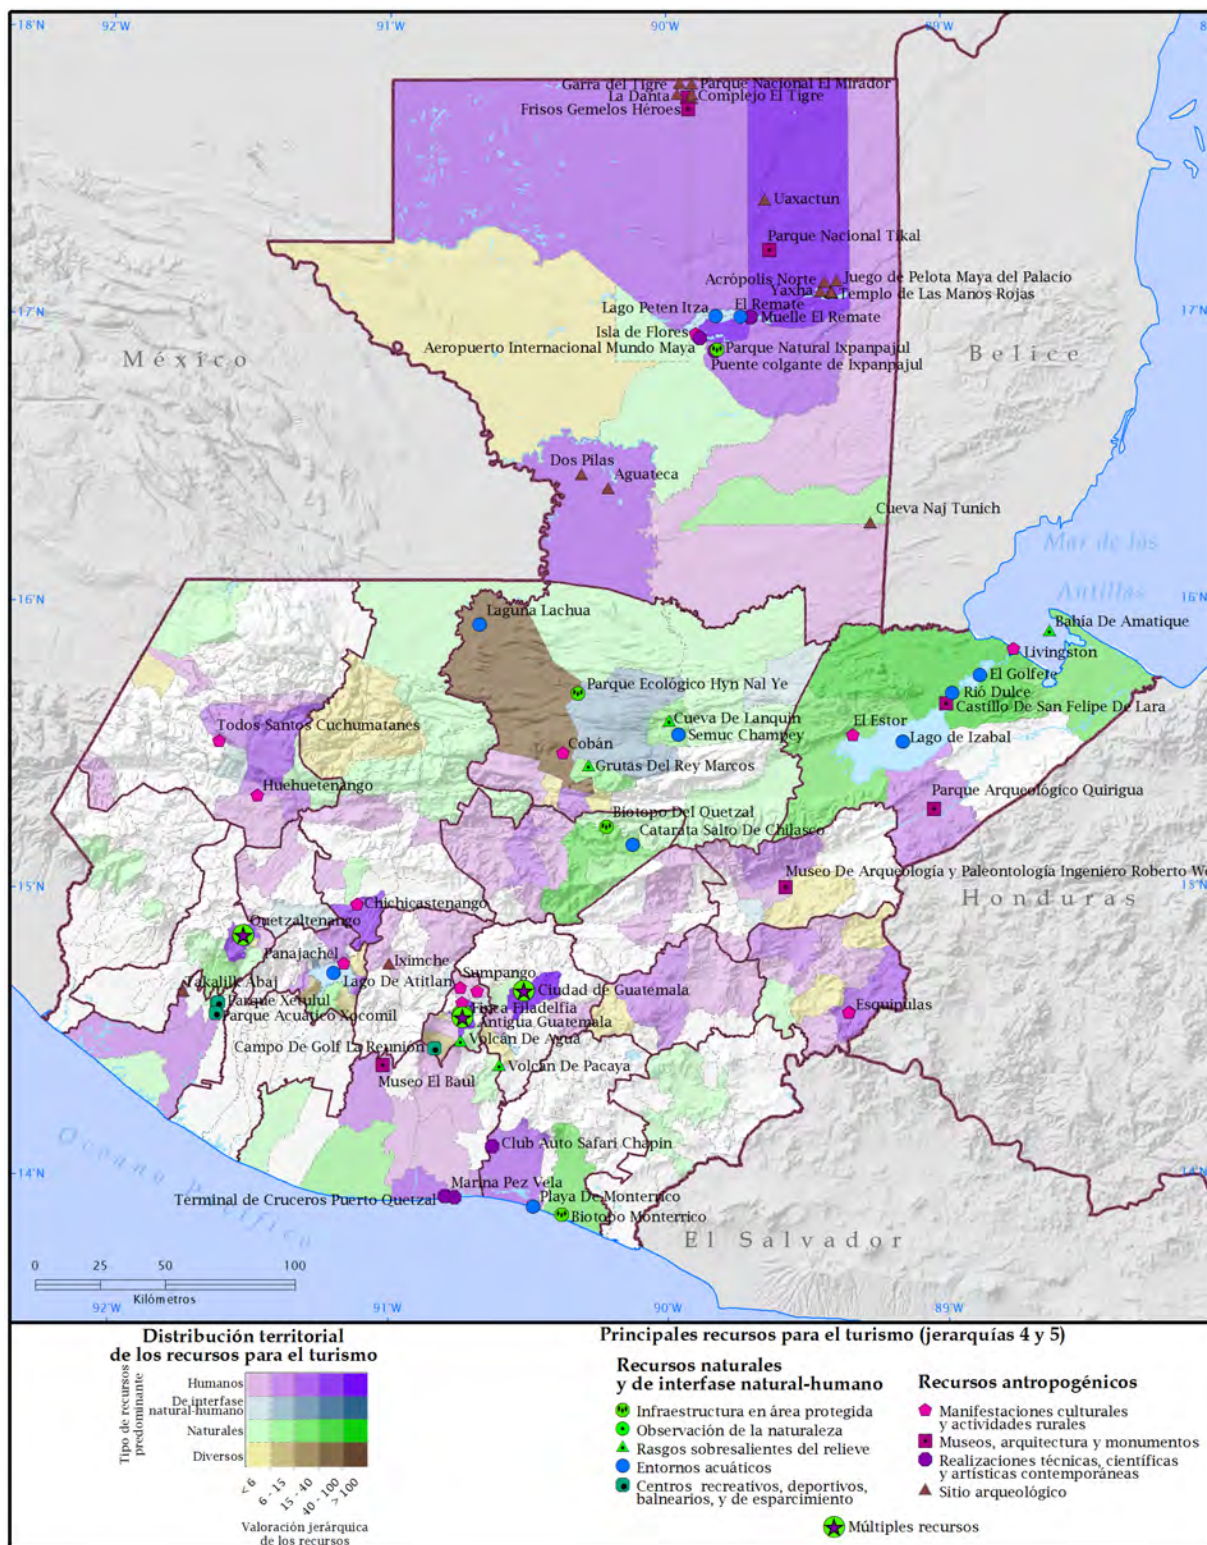 18°N
92°W
91°W
90°W
89°W
Garra del Tigre
Parque Nacional El Mirador
La Danta
Complejo El Tigre
Frisos Gemelos Héroes
Uaxactun
Parque Nacional Tikal
Acrópolis Norte
Juego de Pelota Maya del Palacio
Yaxha
Templo de Las Manos Rojas
17°N
Lago Peten Itza
El Remate
17°N
Muelle El Remate
Isla de Flores
Aeropuerto Internacional Mundo Maya
Parque Natural Ixpanpajul
Puente colgante de Ixpanpajul
México
Belice
Dos Pilas
Aguateca
Cueva Naj Tunich
Mar de las
Antillas
16°N
16°N
Laguna Lachua
Bahía De Amatique
Livingston
El Golfete
Parque Ecológico Hyn Nal Ye
Rió Dulce
Castillo De San Felipe De Lara
Todos Santos Cuchumatanes
Cueva De Lanquin
Semuc Champey
El Estor
Lago de Izabal
Cobán
Grutas Del Rey Marcos
Huehuetenango
Parque Arqueológico Quirigua
Biotopo Del Quetzal
Catarata Salto De Chilasco
Museo De Arqueología y Paleontología Ingeniero Roberto Wo
15°N
15°N
Honduras
Chichicastenango
Quetzaltenango
Panajachel
Iximche
Lago De Atitlan
Sumpango
Takalik Abaj
Ciudad de Guatemala
Parque Xetulul
Parque Acuático Xocomil
Finca Filadelfia
Antigua Guatemala
Esquipulas
Volcán De Agua
Campo De Golf La Reunión
Volcán De Pacaya
Museo El Baul
Club Auto Safari Chapin
14°N
14°N
Océano Pacífico
Marina Pez Vela
Terminal de Cruceros Puerto Quetzal
Playa De Monterrico
Biotopo Monterrico
El Salvador
0 25 50 100
Kilómetros
92°W
91°W
90°W
89°W
Distribución territorial
de los recursos para el turismo
Tipo de recursos
predominante
Humanos
De interfase
natural-humano
Naturales
Diversos
< 6
6 - 15
15 - 40
40 - 100
> 100
Valoración jerárquica
de los recursos
Principales recursos para el turismo (jerarquías 4 y 5)
Recursos naturales
y de interfase natural-humano
Infraestructura en área protegida
Observación de la naturaleza
Rasgos sobresalientes del relieve
Entornos acuáticos
Centros recreativos, deportivos,
balnearios, y de esparcimiento
Recursos antropogénicos
Manifestaciones culturales
y actividades rurales
Museos, arquitectura y monumentos
Realizaciones técnicas, científicas
y artísticas contemporáneas
Sitio arqueológico
Múltiples recursos